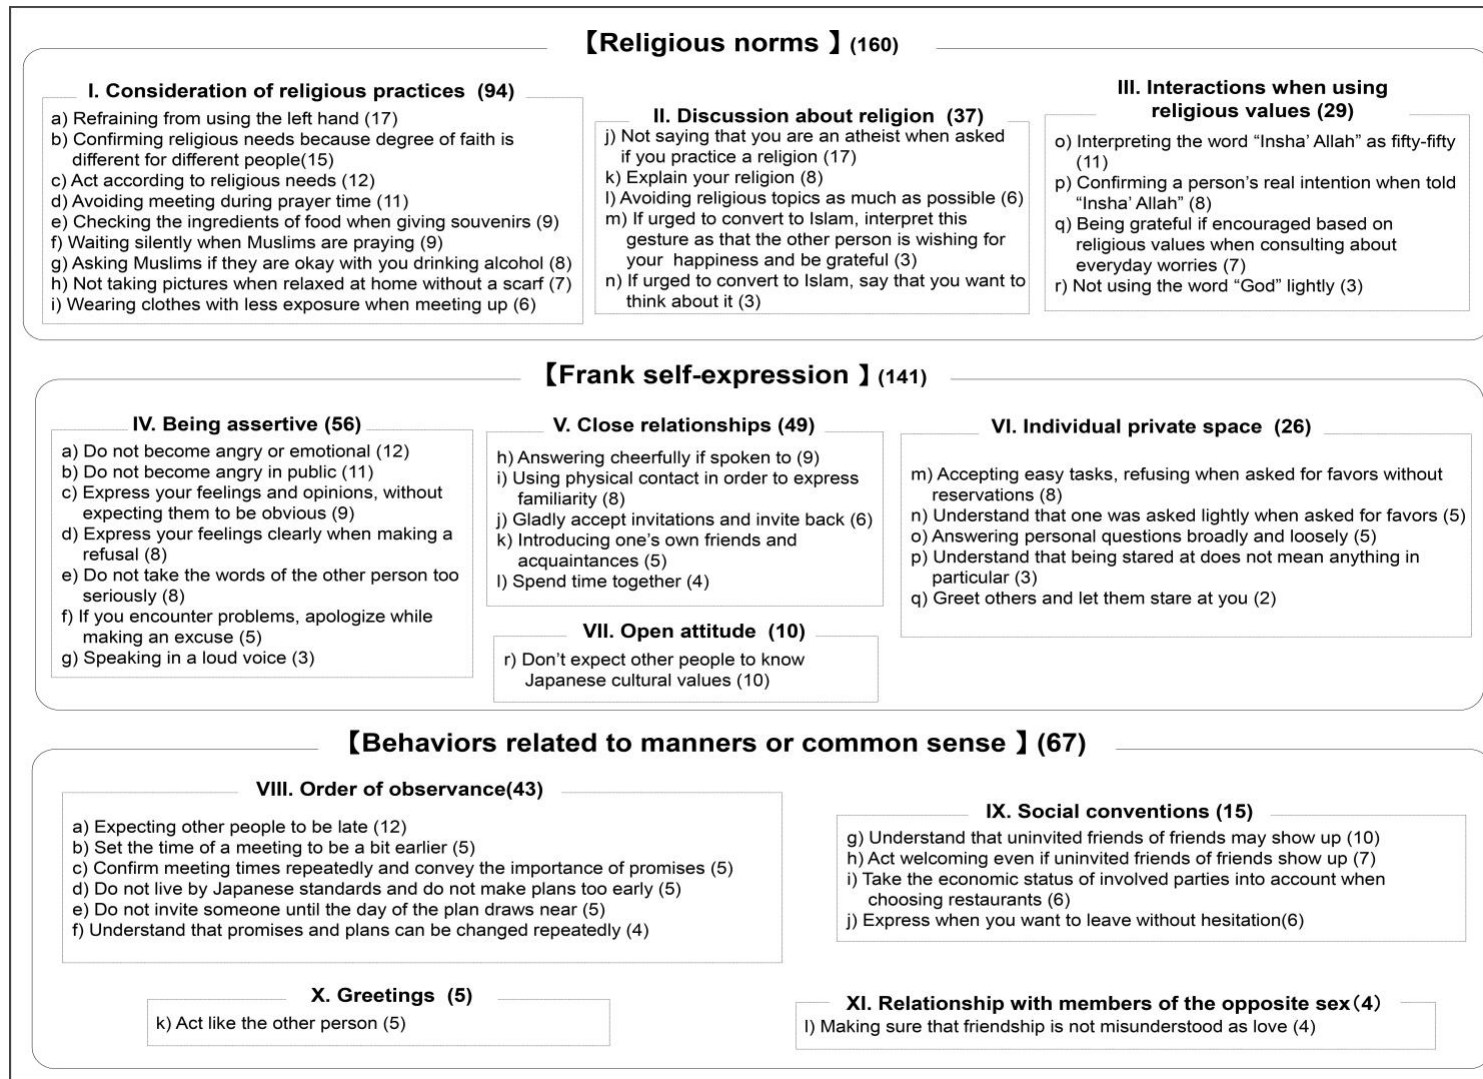 【Religious norms 】(160)
I. Consideration of religious practices (94)
a) Refraining from using the left hand (17)
b) Confirming religious needs because degree of faith is
different for different people(15)
c) Act according to religious needs (12)
d) Avoiding meeting during prayer time (11)
e) Checking the ingredients of food when giving souvenirs (9)
f) Waiting silently when Muslims are praying (9)
g) Asking Muslims if they are okay with you drinking alcohol (8)
h) Not taking pictures when relaxed at home without a scarf (7)
i) Wearing clothes with less exposure when meeting up (6)
II. Discussion about religion (37)
j) Not saying that you are an atheist when asked
if you practice a religion (17)
k) Explain your religion (8)
l) Avoiding religious topics as much as possible (6)
m) If urged to convert to Islam, interpret this
gesture as that the other person is wishing for
your happiness and be grateful (3)
n) If urged to convert to Islam, say that you want to
think about it (3)
III. Interactions when using
religious values (29)
o) Interpreting the word “Insha’ Allah” as fifty-fifty
(11)
p) Confirming a person’s real intention when told
“Insha’ Allah” (8)
q) Being grateful if encouraged based on
religious values when consulting about
everyday worries (7)
r) Not using the word “God” lightly (3)
【Frank self-expression 】(141)
IV. Being assertive (56)
a) Do not become angry or emotional (12)
b) Do not become angry in public (11)
c) Express your feelings and opinions, without
expecting them to be obvious (9)
d) Express your feelings clearly when making a
refusal (8)
e) Do not take the words of the other person too
seriously (8)
f) If you encounter problems, apologize while
making an excuse (5)
g) Speaking in a loud voice (3)
V. Close relationships (49)
h) Answering cheerfully if spoken to (9)
i) Using physical contact in order to express
familiarity (8)
j) Gladly accept invitations and invite back (6)
k) Introducing one’s own friends and
acquaintances (5)
l) Spend time together (4)
VI. Individual private space (26)
m) Accepting easy tasks, refusing when asked for favors without
reservations (8)
n) Understand that one was asked lightly when asked for favors (5)
o) Answering personal questions broadly and loosely (5)
p) Understand that being stared at does not mean anything in
particular (3)
q) Greet others and let them stare at you (2)
VII. Open attitude (10)
r) Don’t expect other people to know
Japanese cultural values (10)
【Behaviors related to manners or common sense 】(67)
VIII. Order of observance(43)
a) Expecting other people to be late (12)
b) Set the time of a meeting to be a bit earlier (5)
c) Confirm meeting times repeatedly and convey the importance of promises (5)
d) Do not live by Japanese standards and do not make plans too early (5)
e) Do not invite someone until the day of the plan draws near (5)
f) Understand that promises and plans can be changed repeatedly (4)
IX. Social conventions (15)
g) Understand that uninvited friends of friends may show up (10)
h) Act welcoming even if uninvited friends of friends show up (7)
i) Take the economic status of involved parties into account when
choosing restaurants (6)
j) Express when you want to leave without hesitation(6)
X. Greetings (5)
k) Act like the other person (5)
XI. Relationship with members of the opposite sex(4)
l) Making sure that friendship is not misunderstood as love (4)